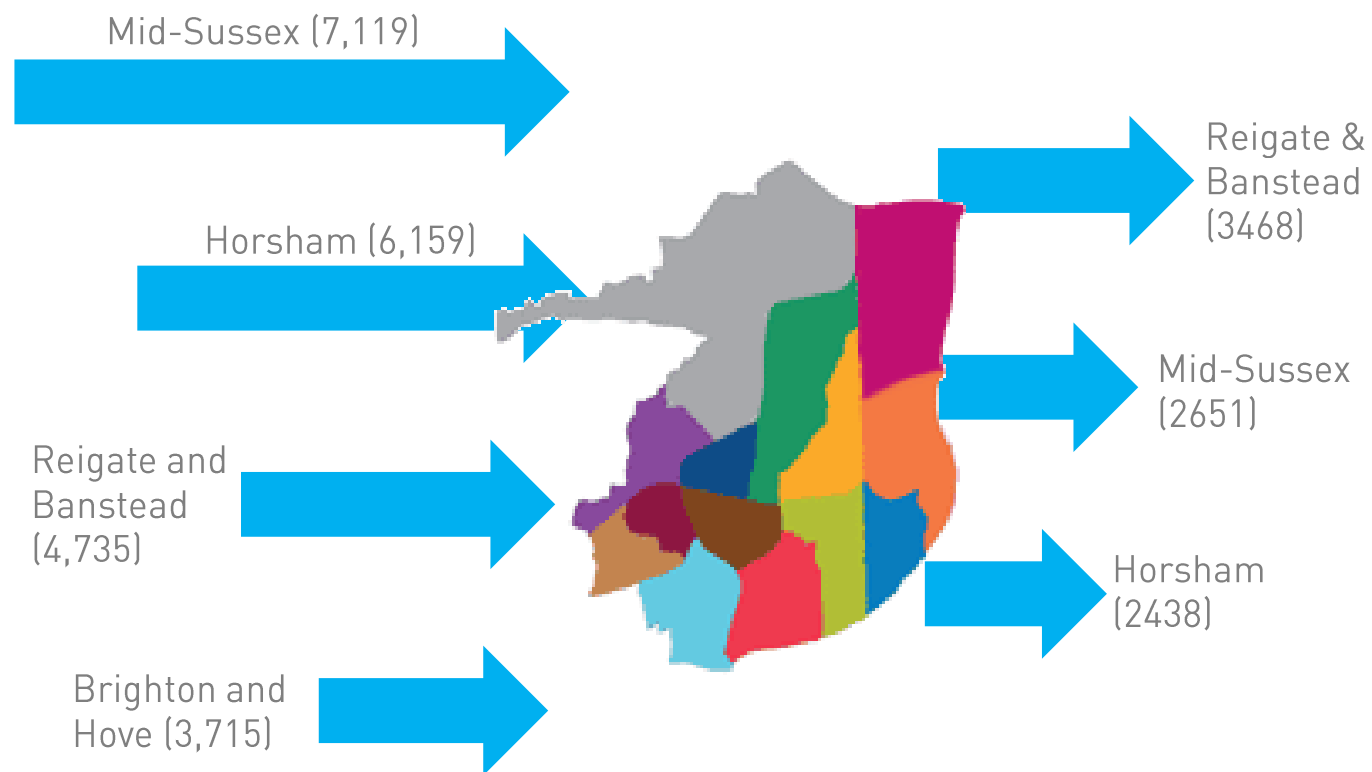 Mid-Sussex (7,119)
Horsham (6,159)
Reigate and
Banstead
(4,735)
Brighton and
Hove (3,715)
Reigate &
Banstead
(3468)
Mid-Sussex
(2651)
Horsham
(2438)